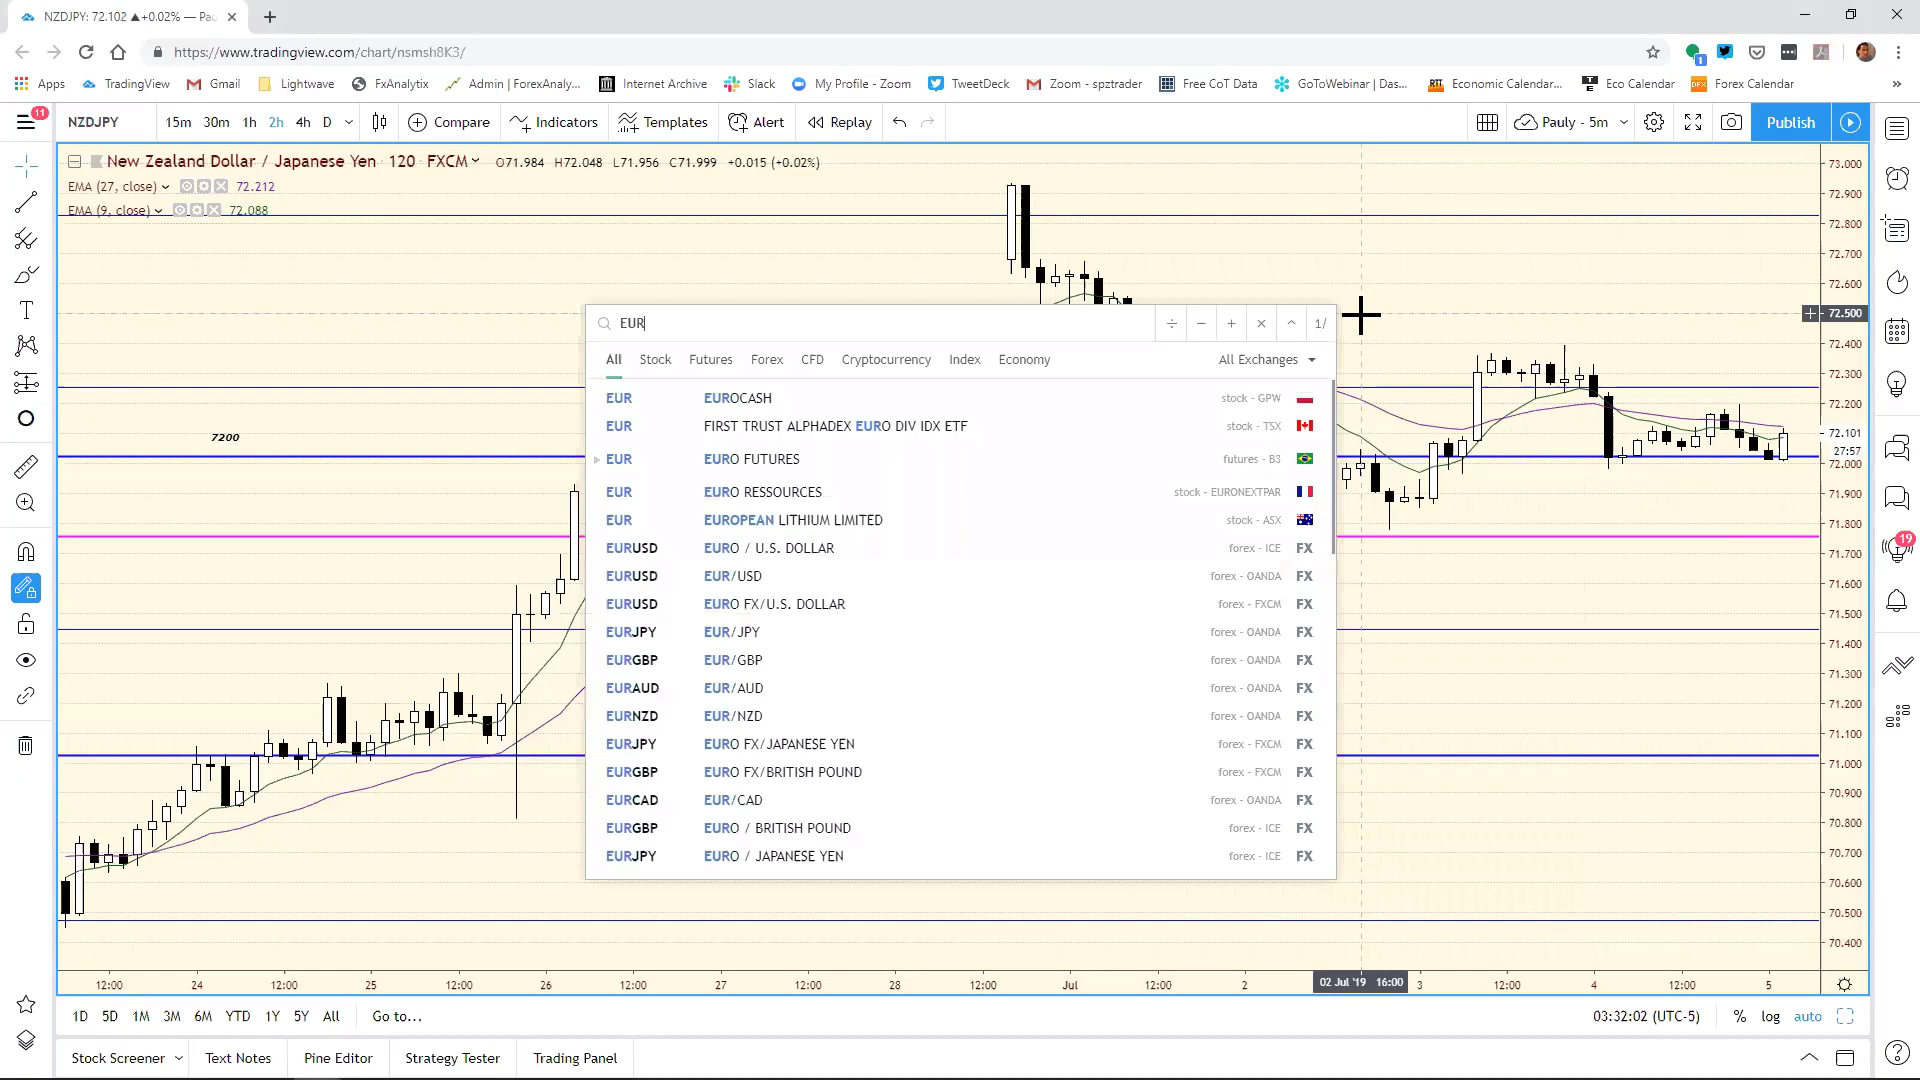 NZDJPY: 72.102 ▲+0.02% — Pau
https://www.tradingview.com/chart/nsmsh8K3/
1
Apps TradingView Gmail Lightwave FxAnalytix Admin | ForexAnaly... Internet Archive Slack My Profile - Zoom TweetDeck Zoom - spztrader Free CoT Data GoToWebinar | Das... Economic Calendar... Eco Calendar Forex Calendar »
11 NZDJPY 15m 30m 1h 2h 4h D Compare Indicators Templates Alert Replay Pauly - 5m Publish
New Zealand Dollar / Japanese Yen · 120 · FXCM O71.984 H72.048 L71.956 C71.999 +0.015 (+0.02%)
EMA (27, close) 72.212
EMA (9, close) 72.088
73.000
72.900
72.800
72.700
72.600
72.500
72.400
72.300
72.200
72.101
27:57
72.000
71.900
71.800
71.700
71.600
71.500
71.400
71.300
71.200
71.100
71.000
70.900
70.800
70.700
70.600
70.500
70.400
7200
19
EUR ÷ − + × ^ 1/
All Stock Futures Forex CFD Cryptocurrency Index Economy All Exchanges
EUR EUROCASH stock - GPW
EUR FIRST TRUST ALPHADEX EURO DIV IDX ETF stock - TSX
EUR EURO FUTURES futures - B3
EUR EURO RESSOURCES stock - EURONEXTPAR
EUR EUROPEAN LITHIUM LIMITED stock - ASX
EURUSD EURO / U.S. DOLLAR forex - ICE FX
EURUSD EUR/USD forex - OANDA FX
EURUSD EURO FX/U.S. DOLLAR forex - FXCM FX
EURJPY EUR/JPY forex - OANDA FX
EURGBP EUR/GBP forex - OANDA FX
EURAUD EUR/AUD forex - OANDA FX
EURNZD EUR/NZD forex - OANDA FX
EURJPY EURO FX/JAPANESE YEN forex - FXCM FX
EURGBP EURO FX/BRITISH POUND forex - FXCM FX
EURCAD EUR/CAD forex - OANDA FX
EURGBP EURO / BRITISH POUND forex - ICE FX
EURJPY EURO / JAPANESE YEN forex - ICE FX
12:00 24 12:00 25 12:00 26 12:00 27 12:00 28 12:00 Jul 12:00 2 02 Jul '19 16:00 3 12:00 4 12:00 5
1D 5D 1M 3M 6M YTD 1Y 5Y All Go to... 03:32:02 (UTC-5) % log auto
Stock Screener Text Notes Pine Editor Strategy Tester Trading Panel